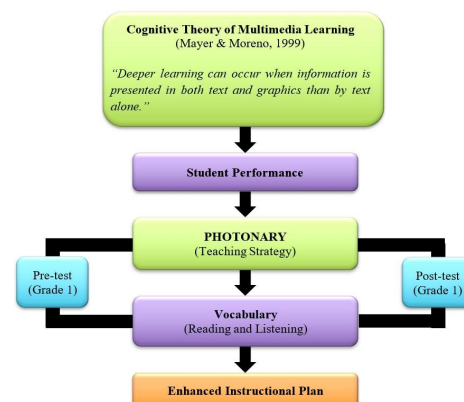 Cognitive Theory of Multimedia Learning
(Mayer & Moreno, 1999)
“Deeper learning can occur when information is
presented in both text and graphics than by text
alone.”
Student Performance
PHOTONARY
(Teaching Strategy)
Pre-test
(Grade 1)
Post-test
(Grade 1)
Vocabulary
(Reading and Listening)
Enhanced Instructional Plan